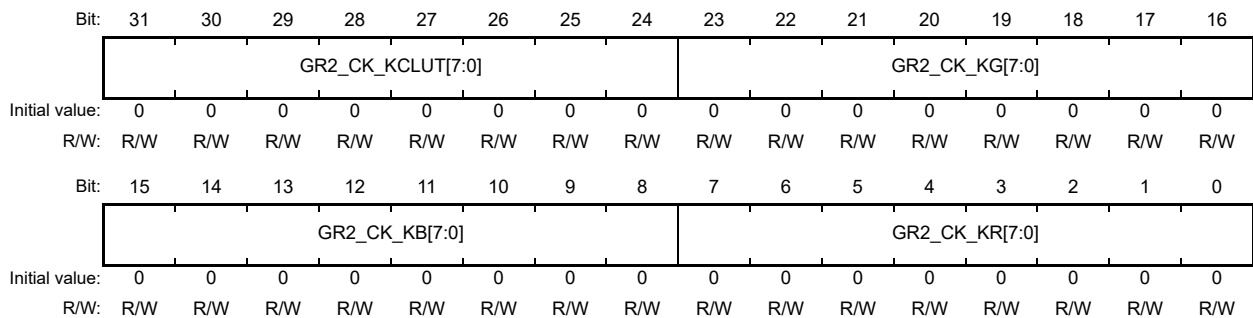 Bit: 31 30 29 28 27 26 25 24 23 22 21 20 19 18 17 16
GR2_CK_KCLUT[7:0] GR2_CK_KG[7:0]
Initial value: 0 0 0 0 0 0 0 0 0 0 0 0 0 0 0 0
R/W: R/W R/W R/W R/W R/W R/W R/W R/W R/W R/W R/W R/W R/W R/W R/W R/W
Bit: 15 14 13 12 11 10 9 8 7 6 5 4 3 2 1 0
GR2_CK_KB[7:0] GR2_CK_KR[7:0]
Initial value: 0 0 0 0 0 0 0 0 0 0 0 0 0 0 0 0
R/W: R/W R/W R/W R/W R/W R/W R/W R/W R/W R/W R/W R/W R/W R/W R/W R/W